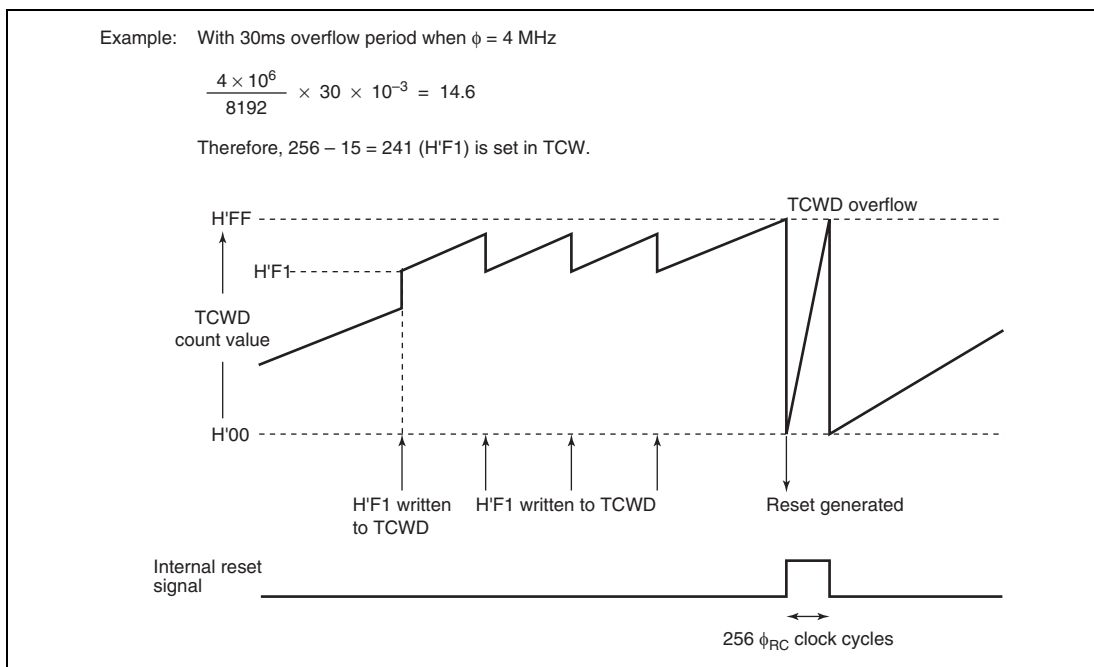 Example: With 30ms overflow period when ϕ = 4 MHz
4 × 10⁶
8192
× 30 × 10⁻³ = 14.6
Therefore, 256 – 15 = 241 (H'F1) is set in TCW.
TCWD overflow
H'FF
H'F1
TCWD
count value
H'00
H'F1 written
to TCWD
H'F1 written to TCWD
Reset generated
Internal reset
signal
256 ϕRC clock cycles